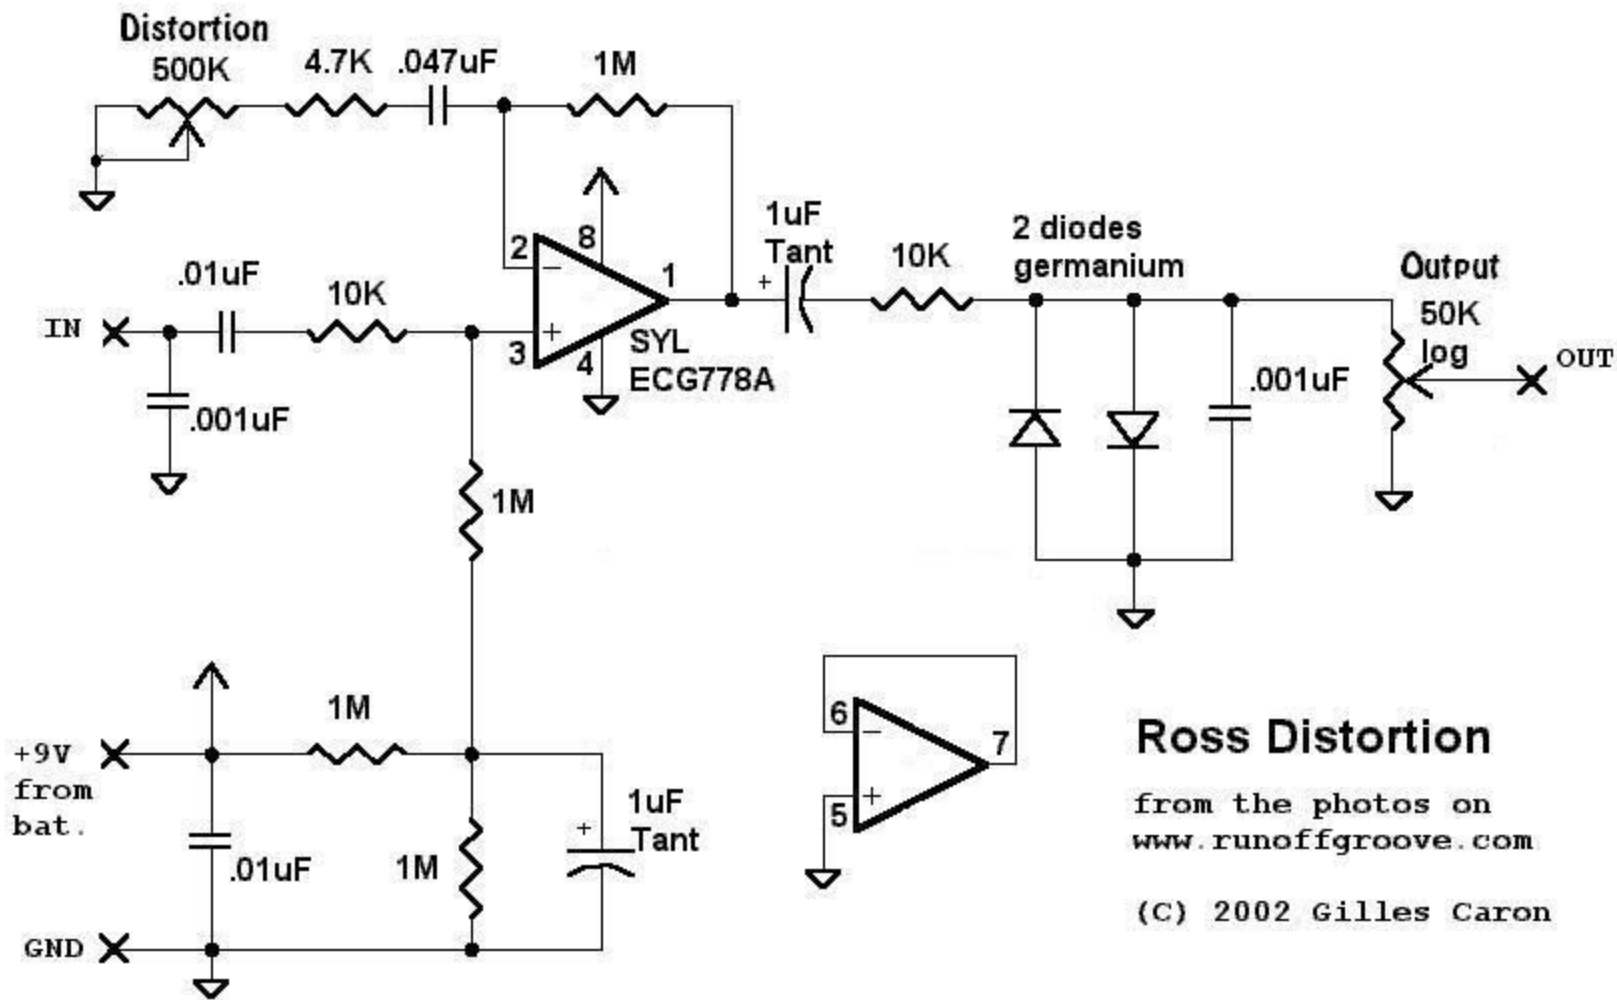 Distortion
500K
4.7K
.047uF
1M
1uF
Tant
2 diodes
germanium
10K
Output
50K
log
OUT
.01uF
10K
IN
.001uF
2
8
1
3
4
−
+
SYL
ECG778A
+
.001uF
1M
1M
+9V
from
bat.
.01uF
1M
+
1uF
Tant
GND
6
7
5
−
+
Ross Distortion
from the photos on
www.runoffgroove.com
(C) 2002 Gilles Caron